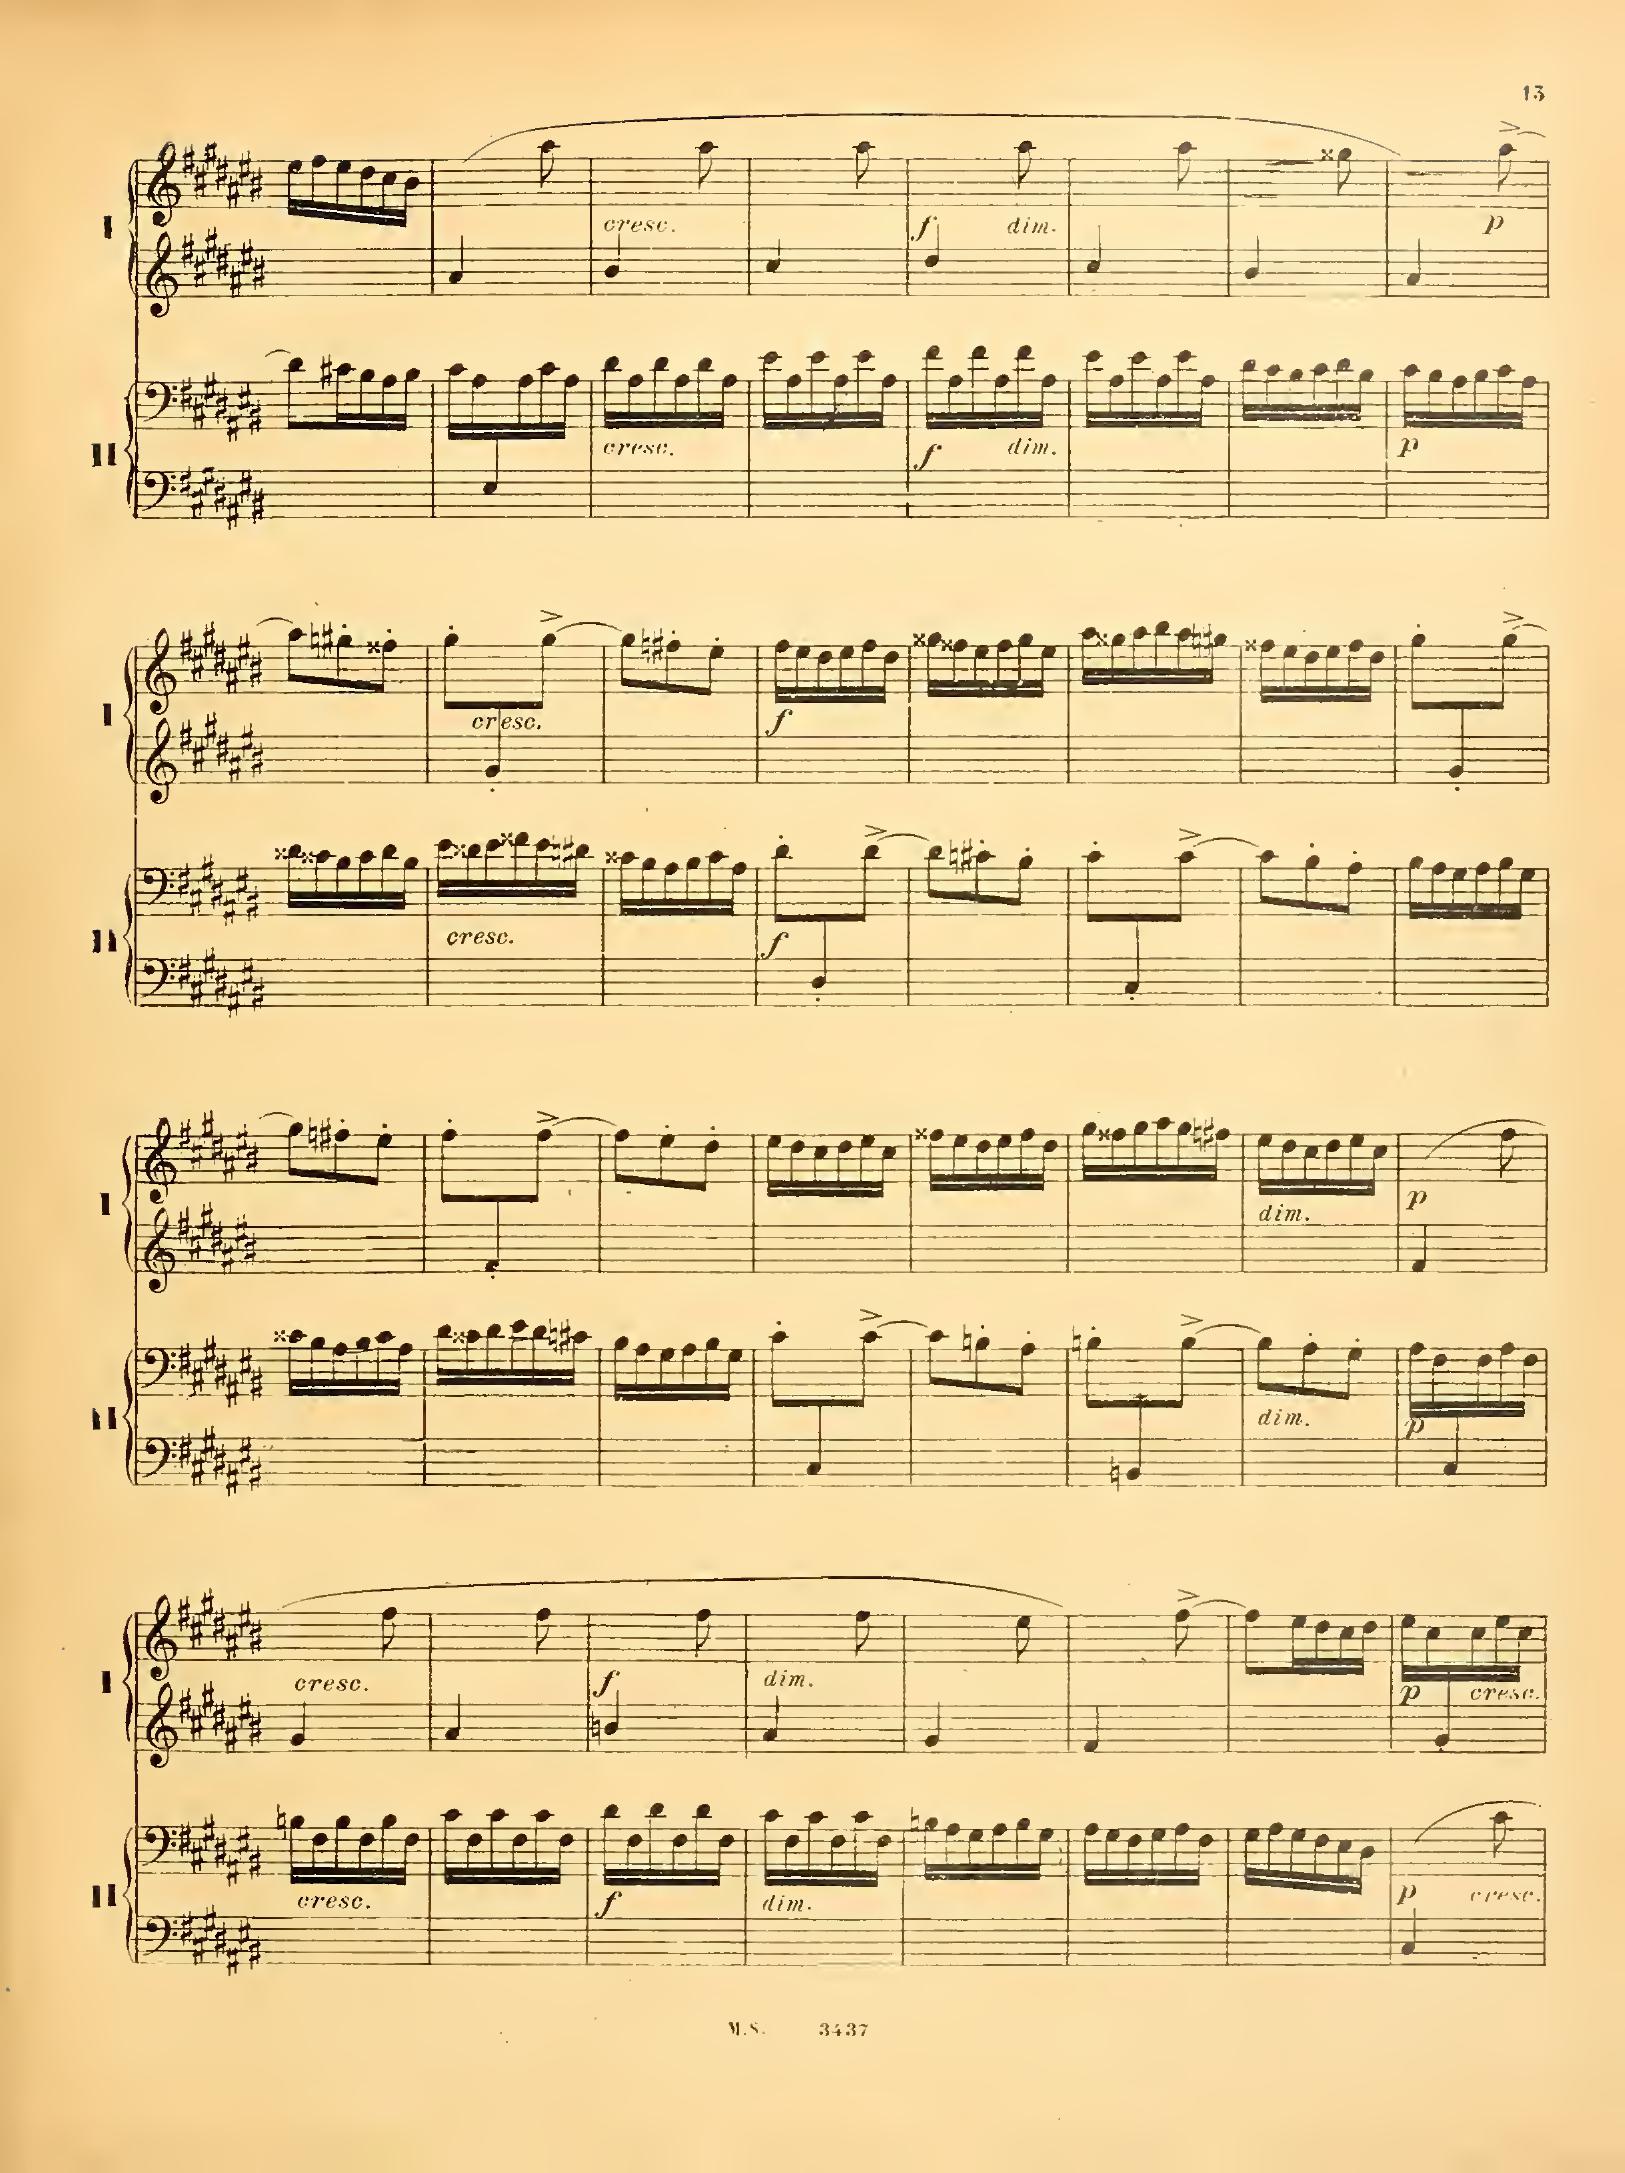 13
I
cresc. f dim. p
II
cresc. f dim. p
I
cresc. f
II
cresc. f
I
dim. p
II
dim. p
I
cresc. f dim. p cresc.
II
cresc. f dim. p cresc.
M.S. 3437